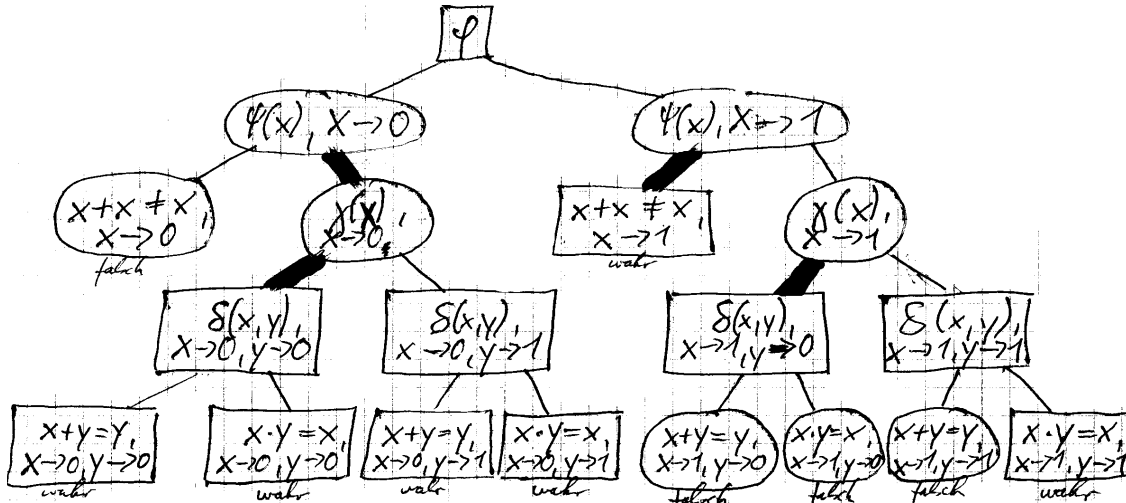 φ
ψ(x), x→0
ψ(x), x→1
x+x ≠ x,
x→0
falsch
χ(x),
x→0,
x+x ≠ x,
x→1
wahr
χ(x),
x→1
δ(x,y),
x→0, y→0
δ(x,y),
x→0, y→1
δ(x,y),
x→1, y→0
δ(x,y),
x→1, y→1
x+y=y,
x→0, y→0
wahr
x·y=x,
x→0, y→0,
wahr
x+y=y,
x→0, y→1
wahr
x·y=x,
x→0, y→1
wahr
x+y=y,
x→1, y→0
falsch
x·y=x,
x→1, y→0
falsch
x+y=y,
x→1, y→1
falsch
x·y=x,
x→1, y→1
wahr